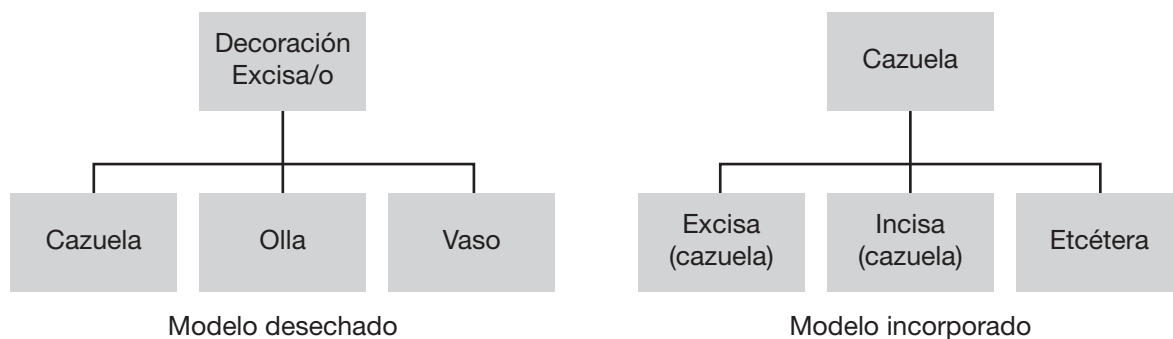 Decoración
Excisa/o
Cazuela
Olla
Vaso
Modelo desechado
Cazuela
Excisa
(cazuela)
Incisa
(cazuela)
Etcétera
Modelo incorporado